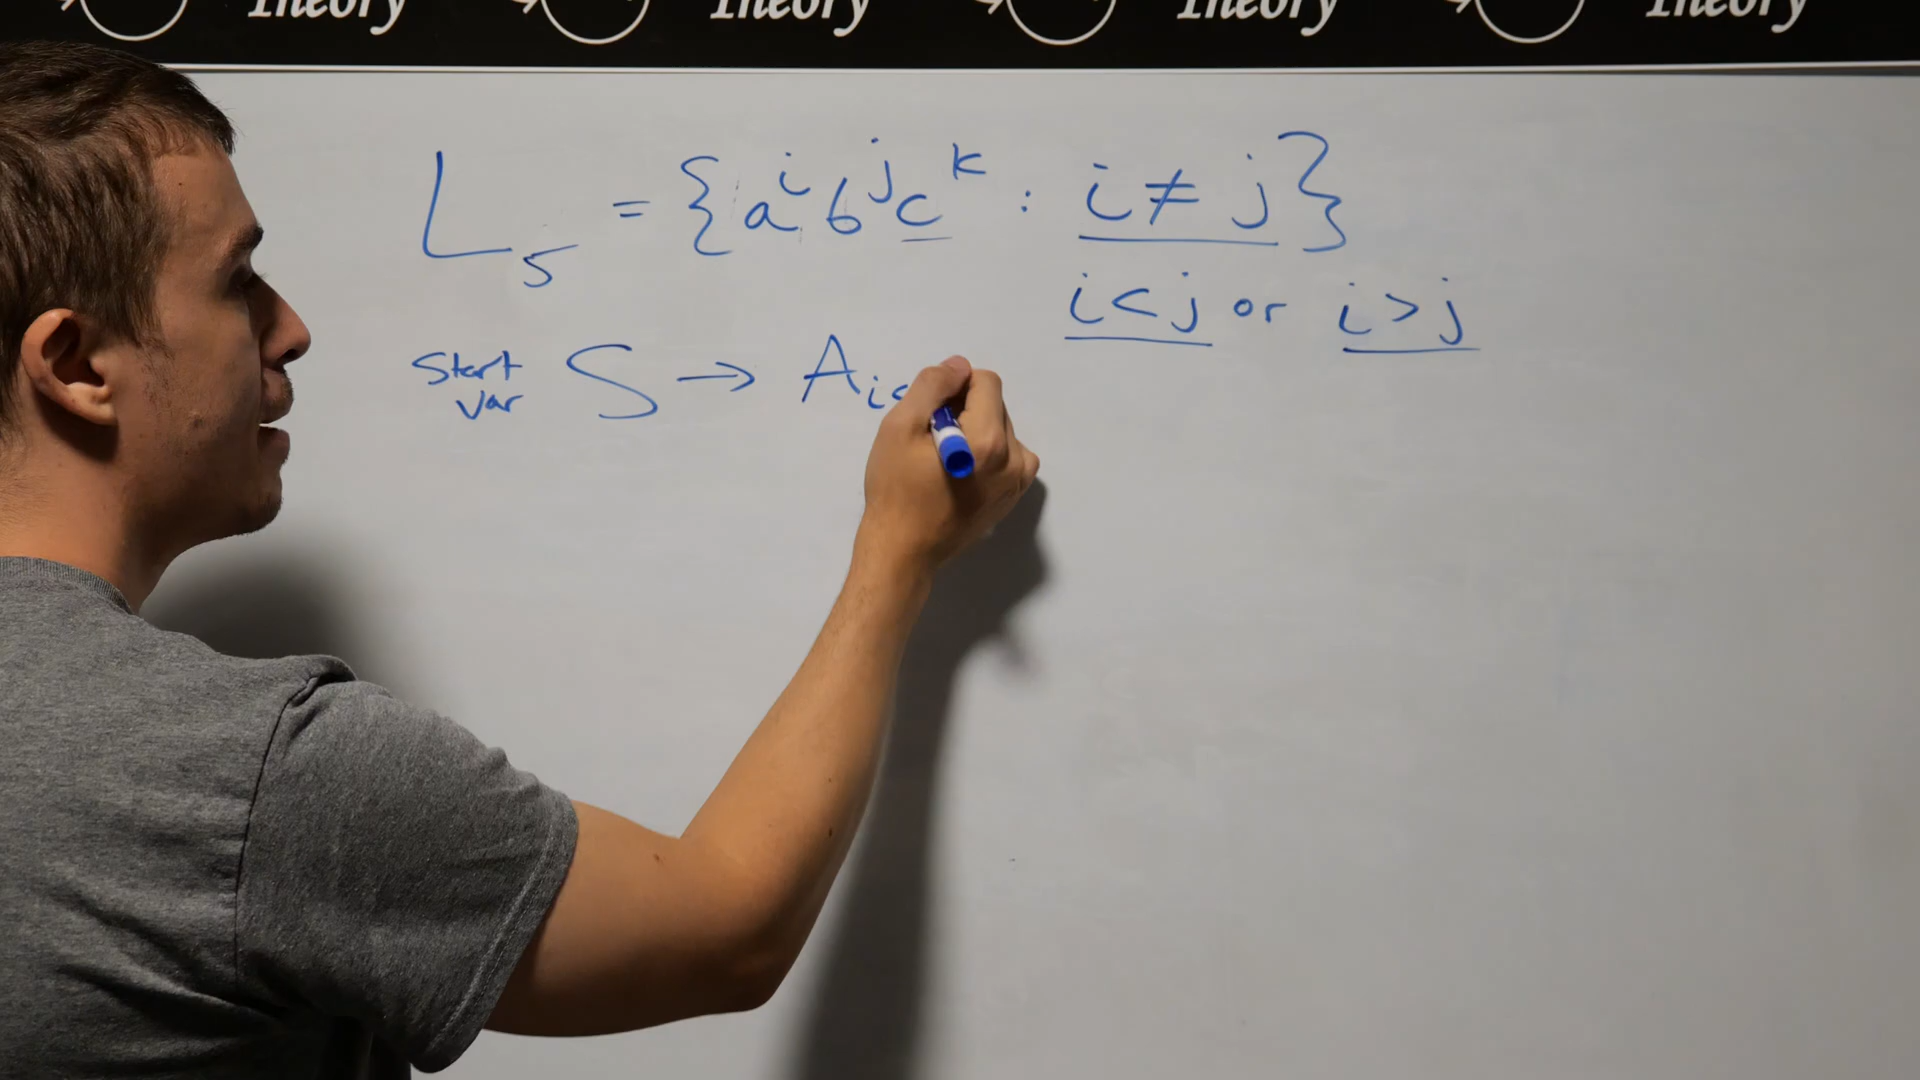 Theory Theory Theory Theory
L₅ = {aⁱbʲcᵏ : i ≠ j}
i < j or i > j
Start var S → A i<